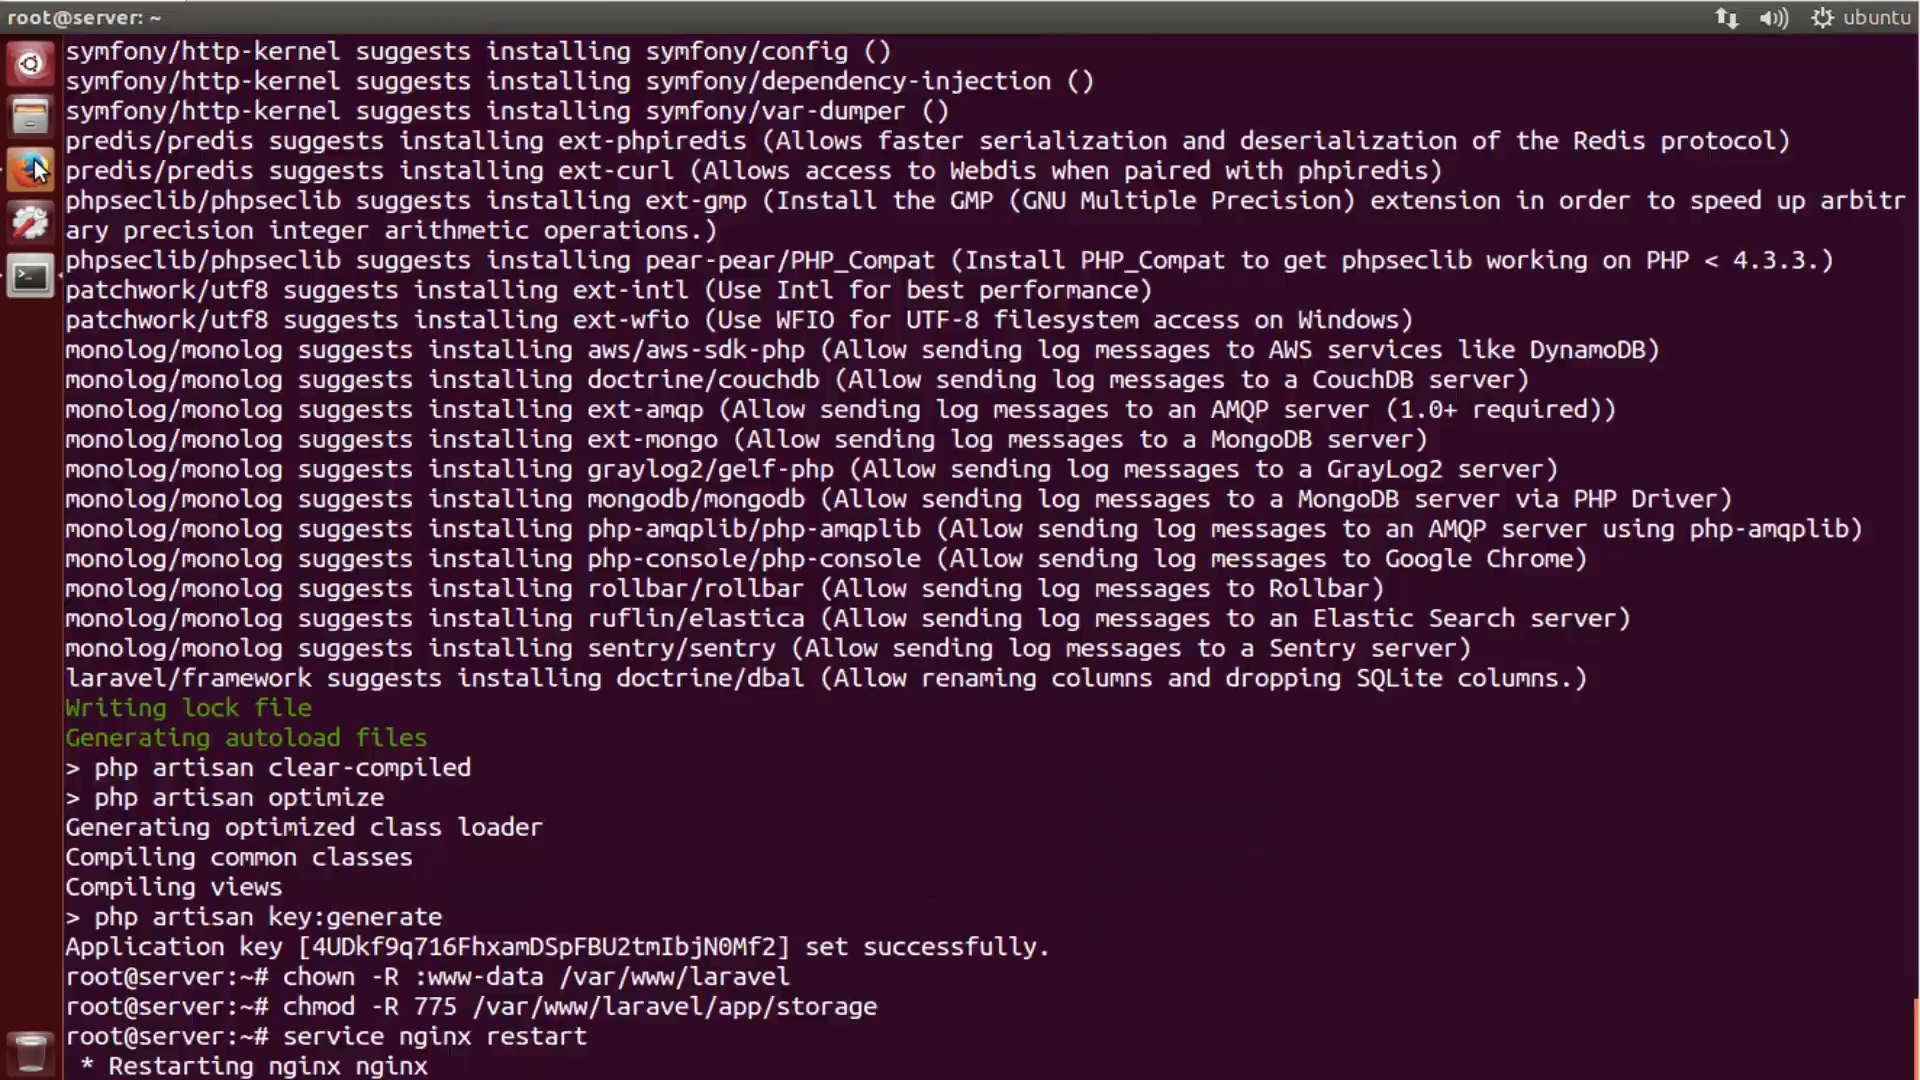 root@server: ~
ubuntu
symfony/http-kernel suggests installing symfony/config ()
symfony/http-kernel suggests installing symfony/dependency-injection ()
symfony/http-kernel suggests installing symfony/var-dumper ()
predis/predis suggests installing ext-phpiredis (Allows faster serialization and deserialization of the Redis protocol)
predis/predis suggests installing ext-curl (Allows access to Webdis when paired with phpiredis)
phpseclib/phpseclib suggests installing ext-gmp (Install the GMP (GNU Multiple Precision) extension in order to speed up arbitr
ary precision integer arithmetic operations.)
phpseclib/phpseclib suggests installing pear-pear/PHP_Compat (Install PHP_Compat to get phpseclib working on PHP < 4.3.3.)
patchwork/utf8 suggests installing ext-intl (Use Intl for best performance)
patchwork/utf8 suggests installing ext-wfio (Use WFIO for UTF-8 filesystem access on Windows)
monolog/monolog suggests installing aws/aws-sdk-php (Allow sending log messages to AWS services like DynamoDB)
monolog/monolog suggests installing doctrine/couchdb (Allow sending log messages to a CouchDB server)
monolog/monolog suggests installing ext-amqp (Allow sending log messages to an AMQP server (1.0+ required))
monolog/monolog suggests installing ext-mongo (Allow sending log messages to a MongoDB server)
monolog/monolog suggests installing graylog2/gelf-php (Allow sending log messages to a GrayLog2 server)
monolog/monolog suggests installing mongodb/mongodb (Allow sending log messages to a MongoDB server via PHP Driver)
monolog/monolog suggests installing php-amqplib/php-amqplib (Allow sending log messages to an AMQP server using php-amqplib)
monolog/monolog suggests installing php-console/php-console (Allow sending log messages to Google Chrome)
monolog/monolog suggests installing rollbar/rollbar (Allow sending log messages to Rollbar)
monolog/monolog suggests installing ruflin/elastica (Allow sending log messages to an Elastic Search server)
monolog/monolog suggests installing sentry/sentry (Allow sending log messages to a Sentry server)
laravel/framework suggests installing doctrine/dbal (Allow renaming columns and dropping SQLite columns.)
Writing lock file
Generating autoload files
> php artisan clear-compiled
> php artisan optimize
Generating optimized class loader
Compiling common classes
Compiling views
> php artisan key:generate
Application key [4UDkf9q716FhxamDSpFBU2tmIbjN0Mf2] set successfully.
root@server:~# chown -R :www-data /var/www/laravel
root@server:~# chmod -R 775 /var/www/laravel/app/storage
root@server:~# service nginx restart
* Restarting nginx nginx